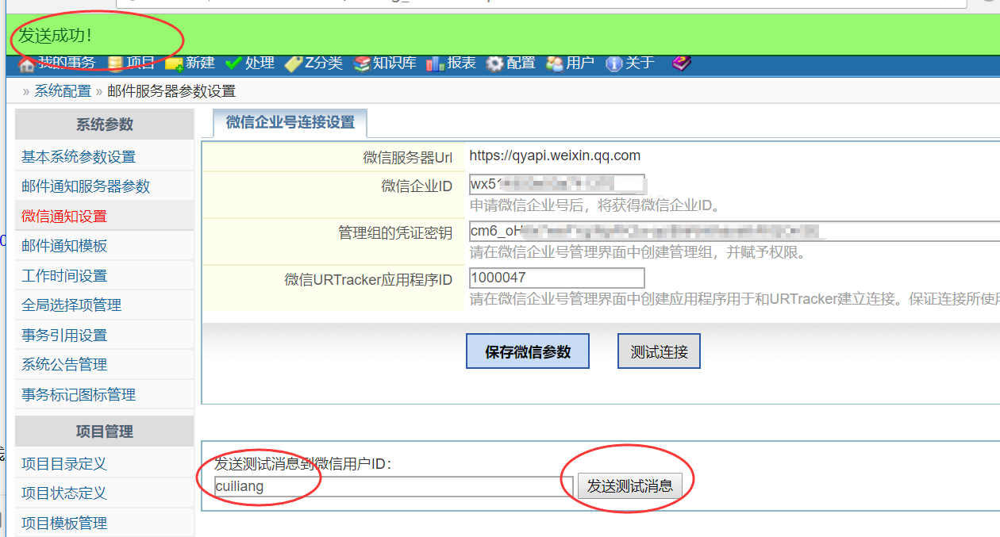 发送成功！
我的事务 项目 新建 处理 Z分类 知识库 报表 配置 用户 关于
» 系统配置 » 邮件服务器参数设置
系统参数
基本系统参数设置
邮件通知服务器参数
微信通知设置
邮件通知模板
工作时间设置
全局选择项管理
事务引用设置
系统公告管理
事务标记图标管理
项目管理
项目目录定义
项目状态定义
项目模板管理
微信企业号连接设置
微信服务器Url https://qyapi.weixin.qq.com
微信企业ID wx51
申请微信企业号后，将获得微信企业ID。
管理组的凭证密钥 cm6_oH
请在微信企业号管理界面中创建管理组，并赋予权限。
微信URTracker应用程序ID 1000047
请在微信企业号管理界面中创建应用程序用于和URTracker建立连接。保证连接所使用
保存微信参数 测试连接
发送测试消息到微信用户ID：
cuiliang 发送测试消息